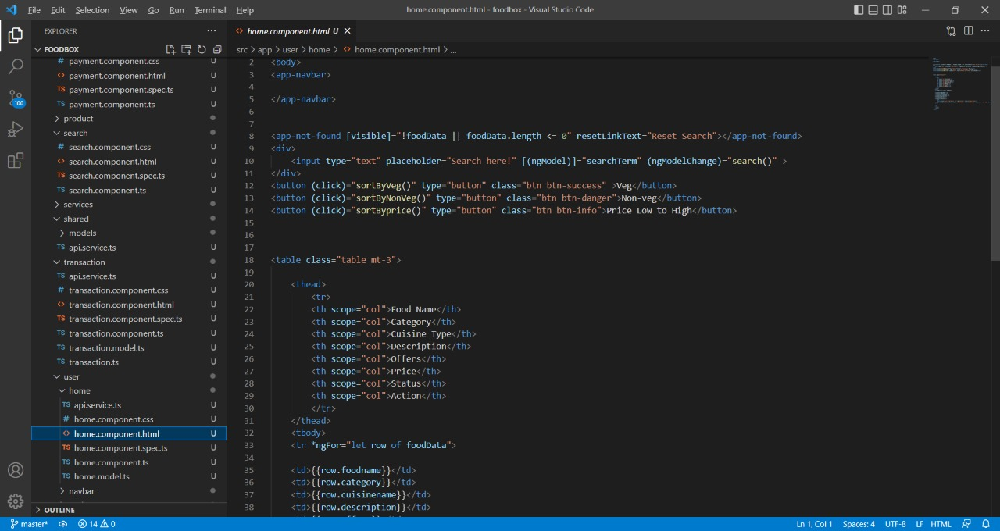 File Edit Selection View Go Run Terminal Help
home.component.html - foodbox - Visual Studio Code
EXPLORER
FOODBOX
payment.component.css U
payment.component.html U
TS payment.component.spec.ts U
TS payment.component.ts U
product
search
# search.component.css U
search.component.html U
TS search.component.spec.ts U
TS search.component.ts U
services
shared
models
TS api.service.ts U
transaction
TS api.service.ts U
# transaction.component.css U
<> transaction.component.html U
TS transaction.component.spec.ts U
TS transaction.component.ts U
TS transaction.model.ts U
TS transaction.ts U
user
home
TS api.service.ts U
# home.component.css U
<> home.component.html U
TS home.component.spec.ts U
TS home.component.ts U
TS home.model.ts U
navbar
OUTLINE
100
<> home.component.html U
src > app > user > home > <> home.component.html > ...
2 <body>
3 <app-navbar>
4
5 </app-navbar>
6
7
8 <app-not-found [visible]="!foodData || foodData.length <= 0" resetLinkText="Reset Search"></app-not-found>
9 <div>
10 <input type="text" placeholder="Search here!" [(ngModel)]="searchTerm" (ngModelChange)="search()" >
11 </div>
12 <button (click)="sortByVeg()" type="button" class="btn btn-success" >Veg</button>
13 <button (click)="sortByNonVeg()" type="button" class="btn btn-danger">Non-veg</button>
14 <button (click)="sortByprice()" type="button" class="btn btn-info">Price Low to High</button>
15
16
17
18 <table class="table mt-3">
19
20 <thead>
21 <tr>
22 <th scope="col">Food Name</th>
23 <th scope="col">Category</th>
24 <th scope="col">Cuisine Type</th>
25 <th scope="col">Description</th>
26 <th scope="col">Offers</th>
27 <th scope="col">Price</th>
28 <th scope="col">Status</th>
29 <th scope="col">Action</th>
30 </tr>
31 </thead>
32 <tbody>
33 <tr *ngFor="let row of foodData">
34
35 <td>{{row.foodname}}</td>
36 <td>{{row.category}}</td>
37 <td>{{row.cuisinename}}</td>
38 <td>{{row.description}}</td>
master* 14 0
Ln 1, Col 1 Spaces: 4 UTF-8 LF HTML